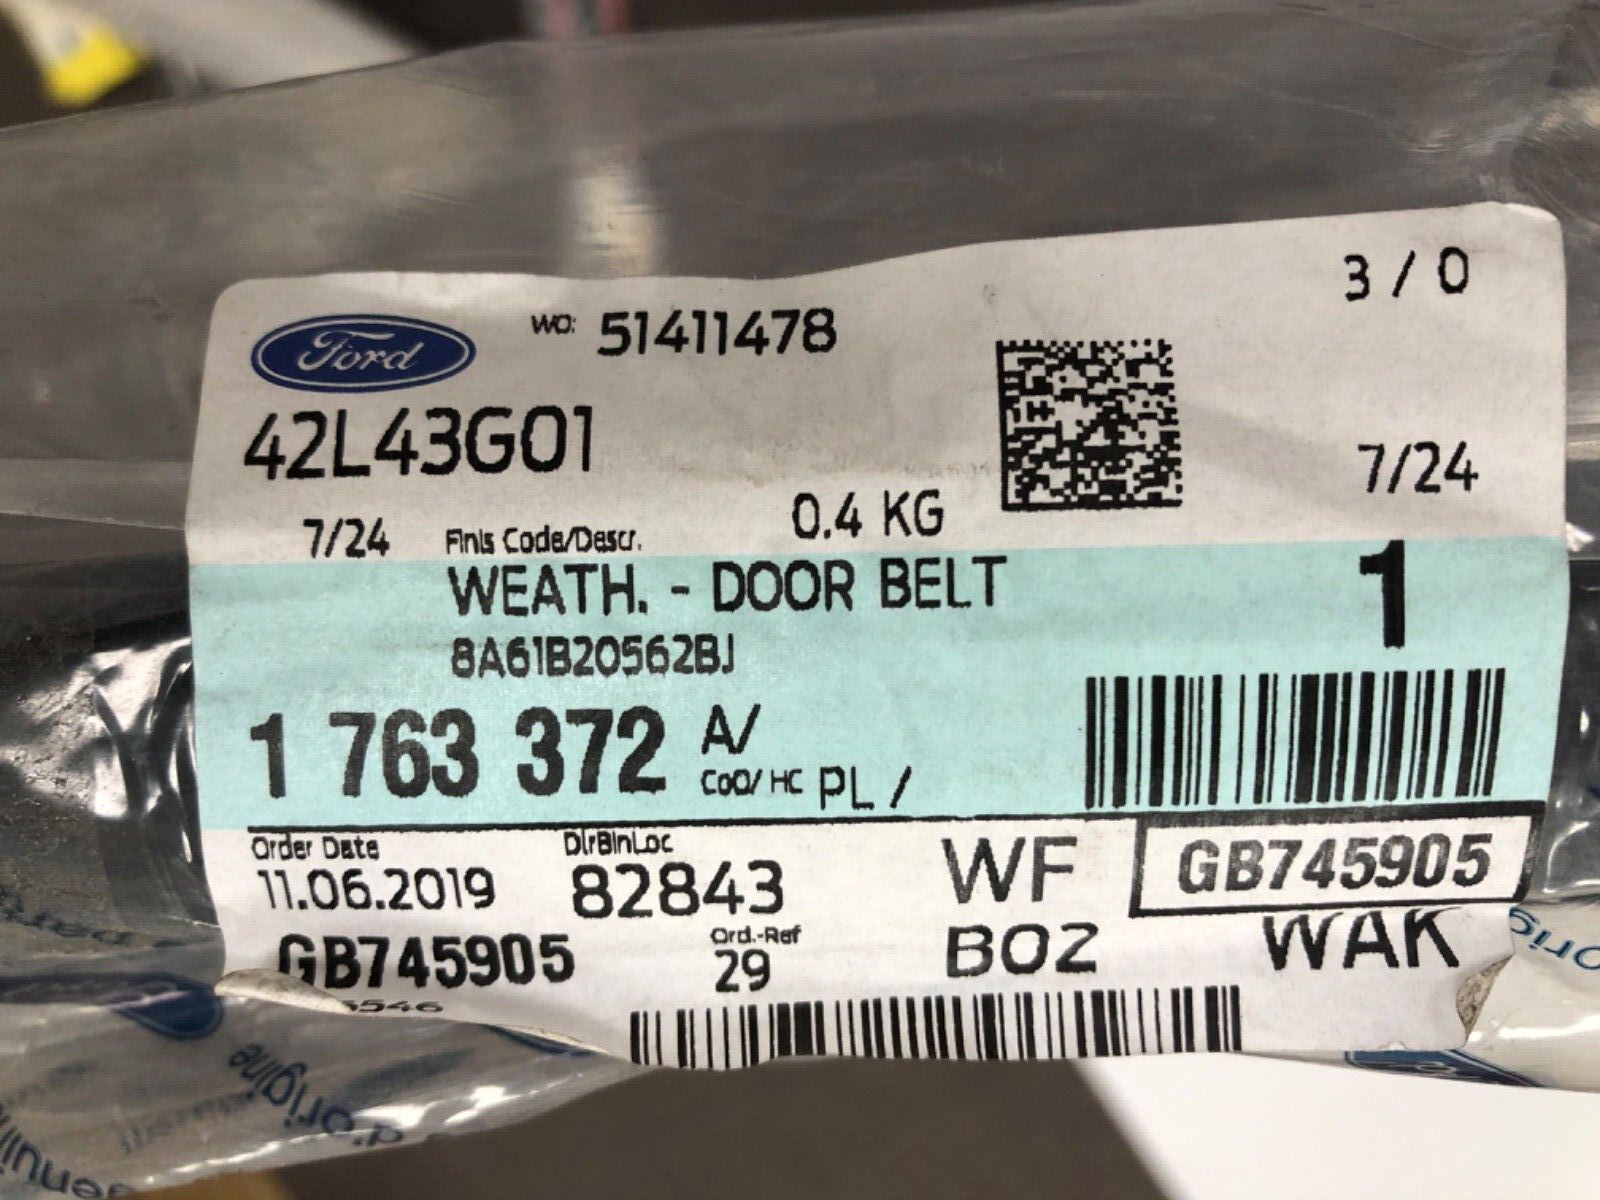 3 / 0
Ford
WO: 51411478
42L43G01
7/24
7/24 Finis Code/Descr. 0.4 KG
WEATH. - DOOR BELT 1
8A61B20562BJ
1 763 372 A/
CoO/ HC PL /
Order Date DlrBinLoc
11.06.2019 82843 WF GB745905
GB745905 Ord.-Ref 29 BOZ WAK
d'origine